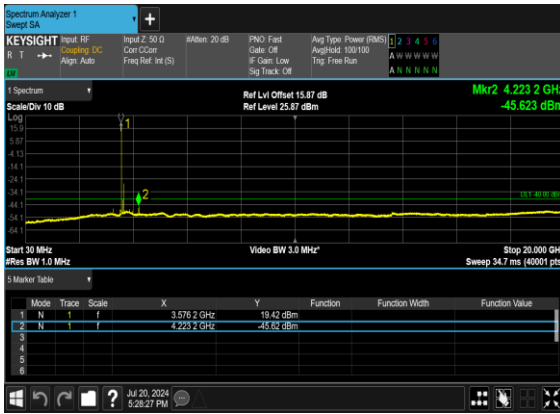 Spectrum Analyzer 1
Swept SA
+
KEYSIGHT Input: RF Input Z: 50 Ω #Atten: 20 dB PNO: Fast Avg Type: Power (RMS) 1 2 3 4 5 6
R T Coupling: DC Corr CCorr Gate: Off Avg|Hold: 100/100 A W W W W W
Align: Auto Freq Ref: Int (S) IF Gain: Low Trig: Free Run
Sig Track: Off A N N N N N
1 Spectrum
Ref Lvl Offset 15.87 dB
Mkr2 4.223 2 GHz
Scale/Div 10 dB
Ref Level 25.87 dBm
-45.623 dBm
Log
15.9
5.87
-4.13
-14.1
-24.1
-34.1
-44.1
-54.1
-64.1
1
2
DL1 -40.00 dBm
Start 30 MHz Video BW 3.0 MHz* Stop 20.000 GHz
#Res BW 1.0 MHz Sweep 34.7 ms (40001 pts)
5 Marker Table
Mode Trace Scale X Y Function Function Width Function Value
1 N 1 f 3.576 2 GHz 19.42 dBm
2 N 1 f 4.223 2 GHz -45.62 dBm
3
4
5
6
?
Jul 20, 2024
5:28:27 PM